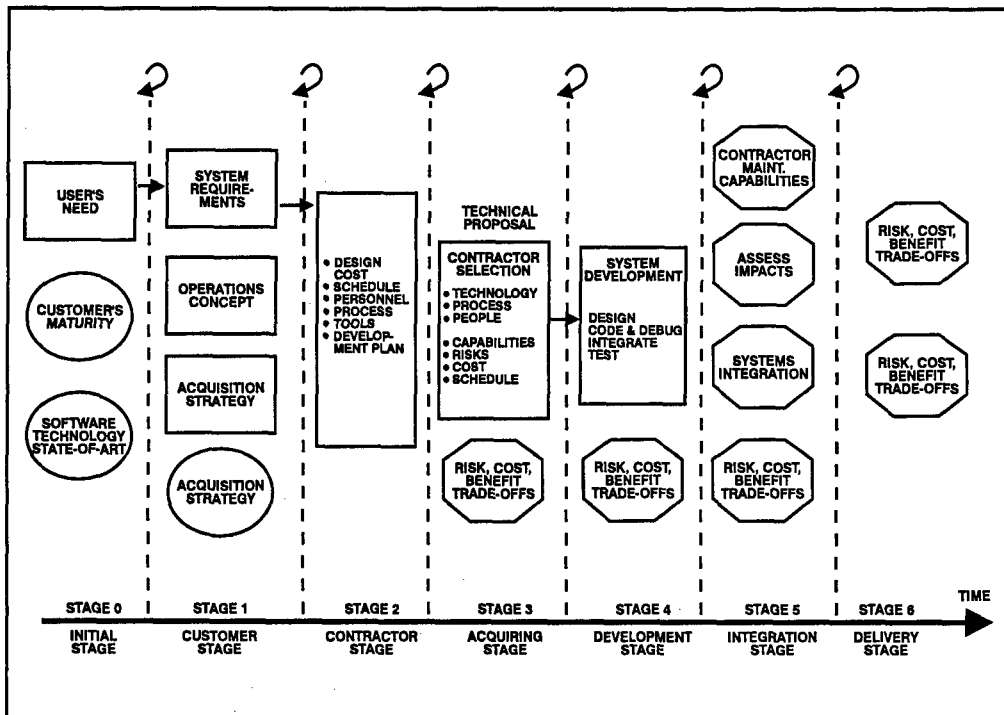 USER'S
NEED
CUSTOMER'S
MATURITY
SOFTWARE
TECHNOLOGY
STATE-OF-ART
SYSTEM
REQUIRE-
MENTS
OPERATIONS
CONCEPT
ACQUISITION
STRATEGY
ACQUISITION
STRATEGY
• DESIGN
COST
• SCHEDULE
• PERSONNEL
• PROCESS
• TOOLS
• DEVELOP-
MENT PLAN
TECHNICAL
PROPOSAL
CONTRACTOR
SELECTION
• TECHNOLOGY
• PROCESS
• PEOPLE
• CAPABILITIES
• RISKS
• COST
• SCHEDULE
RISK, COST,
BENEFIT
TRADE-OFFS
SYSTEM
DEVELOPMENT
DESIGN
CODE & DEBUG
INTEGRATE
TEST
RISK, COST,
BENEFIT
TRADE-OFFS
CONTRACTOR
MAINT.
CAPABILITIES
ASSESS
IMPACTS
SYSTEMS
INTEGRATION
RISK, COST,
BENEFIT
TRADE-OFFS
RISK, COST,
BENEFIT
TRADE-OFFS
RISK, COST,
BENEFIT
TRADE-OFFS
STAGE 0
STAGE 1
STAGE 2
STAGE 3
STAGE 4
STAGE 5
STAGE 6
TIME
INITIAL
STAGE
CUSTOMER
STAGE
CONTRACTOR
STAGE
ACQUIRING
STAGE
DEVELOPMENT
STAGE
INTEGRATION
STAGE
DELIVERY
STAGE